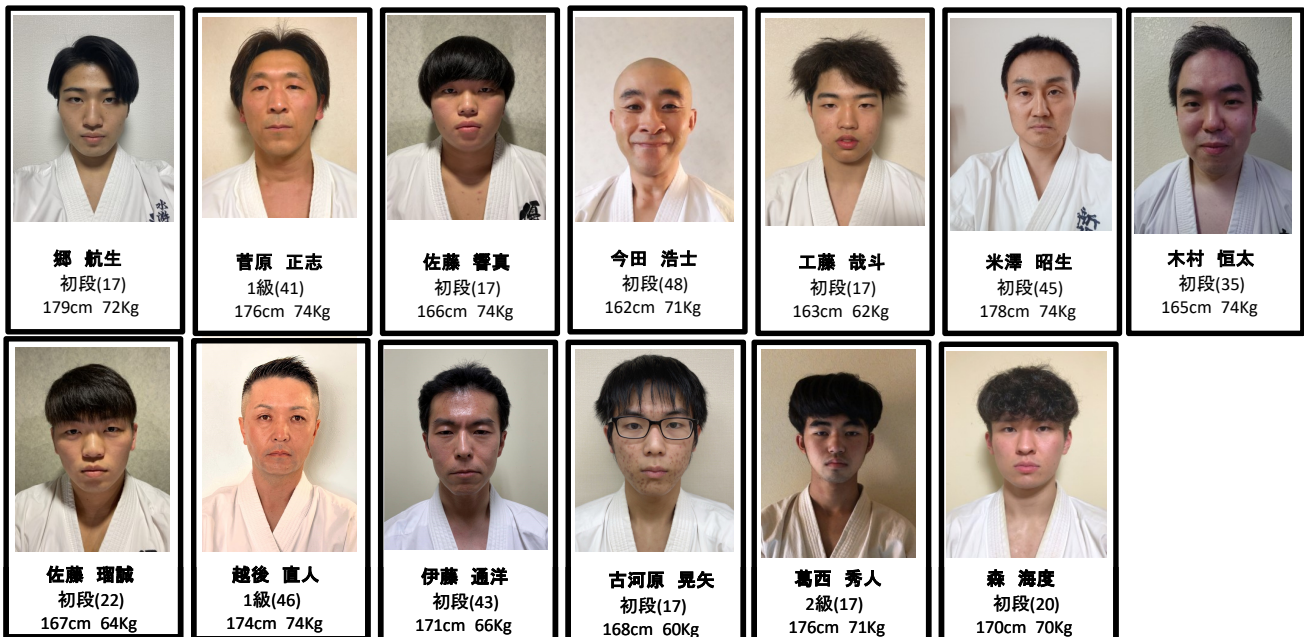 郷 航生
初段(17)
179cm 72Kg
菅原 正志
1級(41)
176cm 74Kg
佐藤 響真
初段(17)
166cm 74Kg
今田 浩士
初段(48)
162cm 71Kg
工藤 哉斗
初段(17)
163cm 62Kg
米澤 昭生
初段(45)
178cm 74Kg
木村 恒太
初段(35)
165cm 74Kg
佐藤 瑠誠
初段(22)
167cm 64Kg
越後 直人
1級(46)
174cm 74Kg
伊藤 通洋
初段(43)
171cm 66Kg
古河原 晃矢
初段(17)
168cm 60Kg
葛西 秀人
2級(17)
176cm 71Kg
森 海度
初段(20)
170cm 70Kg